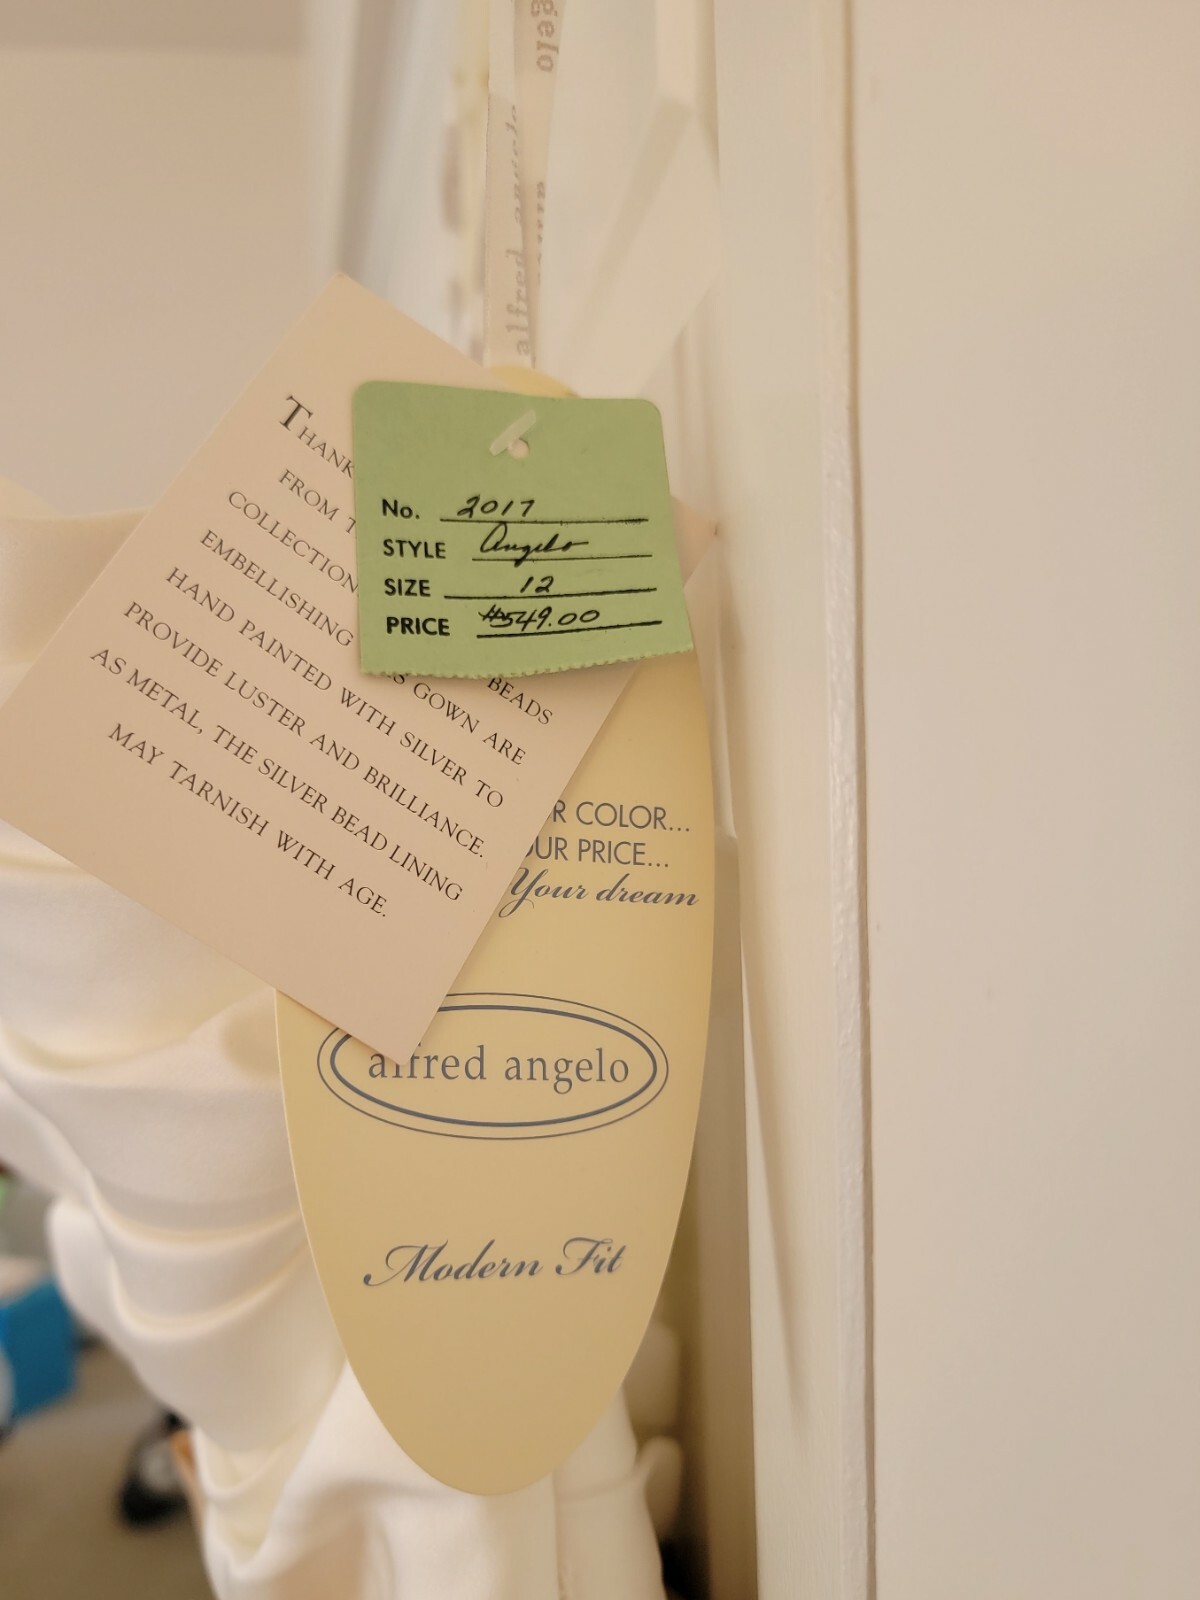 gelo
alfred angelo
No. 2017
STYLE Angelo
SIZE 12
PRICE $549.00
THANK
FROM T
COLLECTION
EMBELLISHING
BEADS
S GOWN ARE
HAND PAINTED WITH SILVER TO
PROVIDE LUSTER AND BRILLIANCE.
AS METAL, THE SILVER BEAD LINING
MAY TARNISH WITH AGE.
R COLOR...
OUR PRICE...
Your dream
alfred angelo
Modern Fit